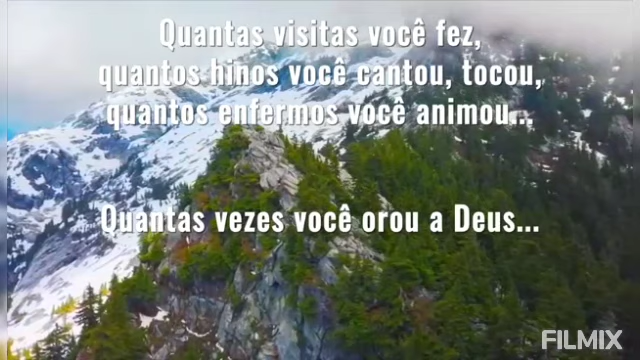 Quantas visitas você fez,
quantos hinos você cantou, tocou,
quantos enfermos você animou...
Quantas vezes você orou a Deus...
FILMIX